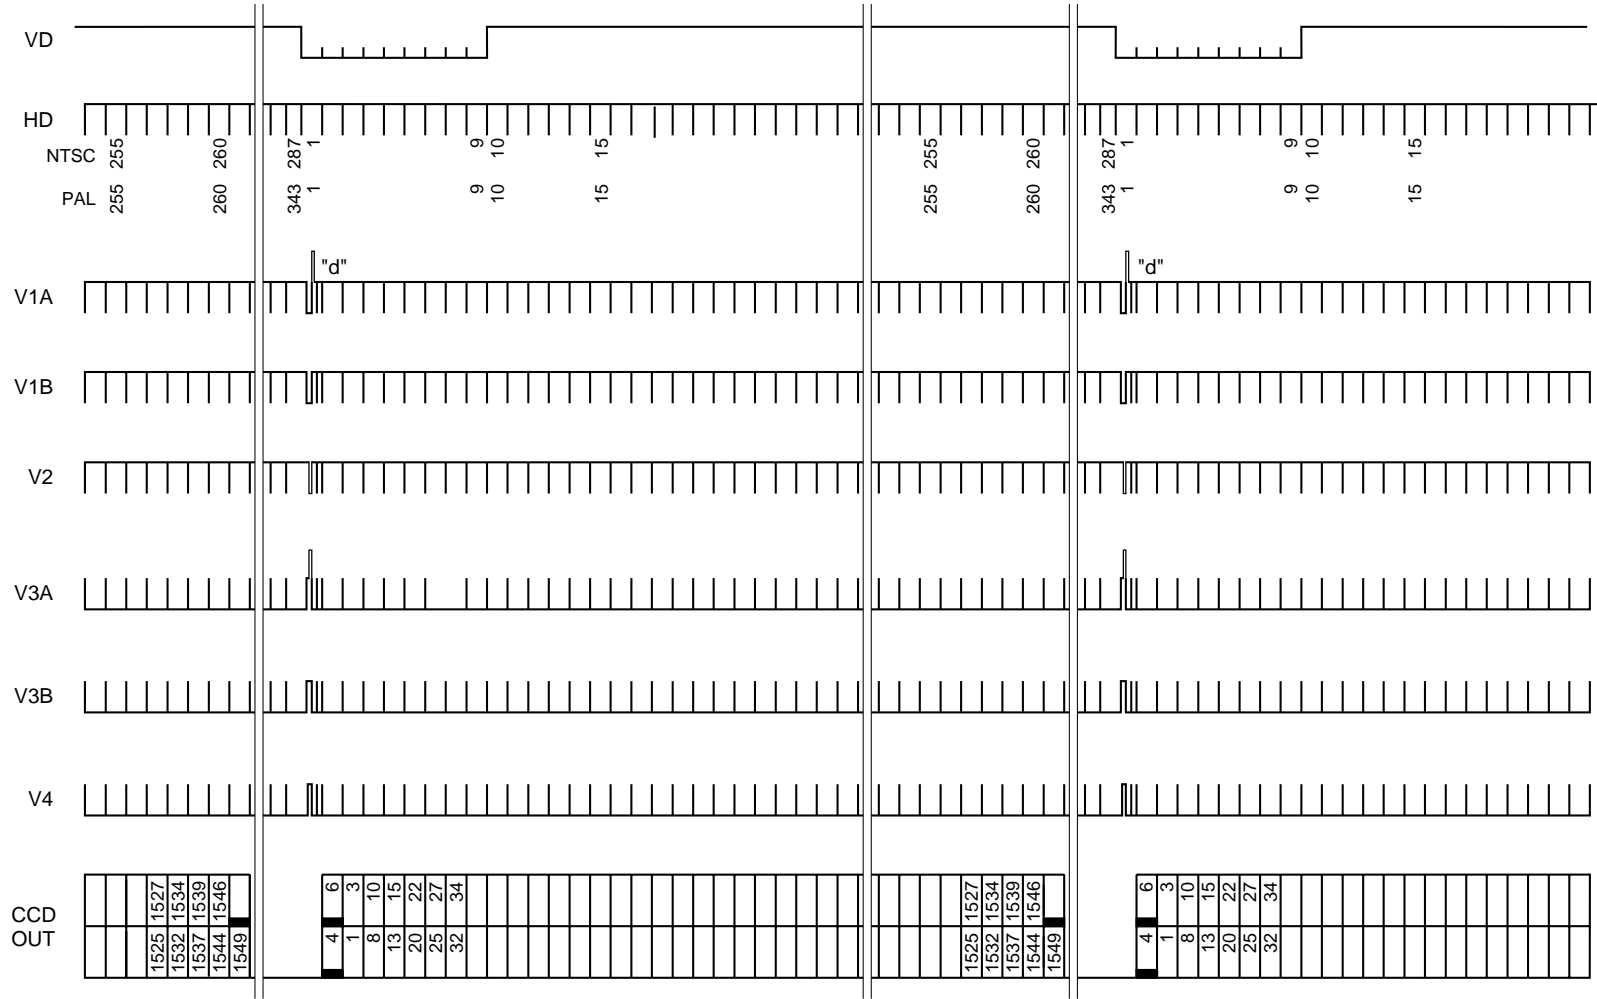 VD
HD
NTSC 255 260 287 1 9 10 15 255 260 287 1 9 10 15
PAL 255 260 343 1 9 10 15 255 260 343 1 9 10 15
"d" "d"
V1A
V1B
V2
V3A
V3B
V4
1527 1534 1539 1546 6 3 10 15 22 27 34 1527 1534 1539 1546 6 3 10 15 22 27 34
CCD
OUT
1525 1532 1537 1544 1549 4 1 8 13 20 25 32 1525 1532 1537 1544 1549 4 1 8 13 20 25 32